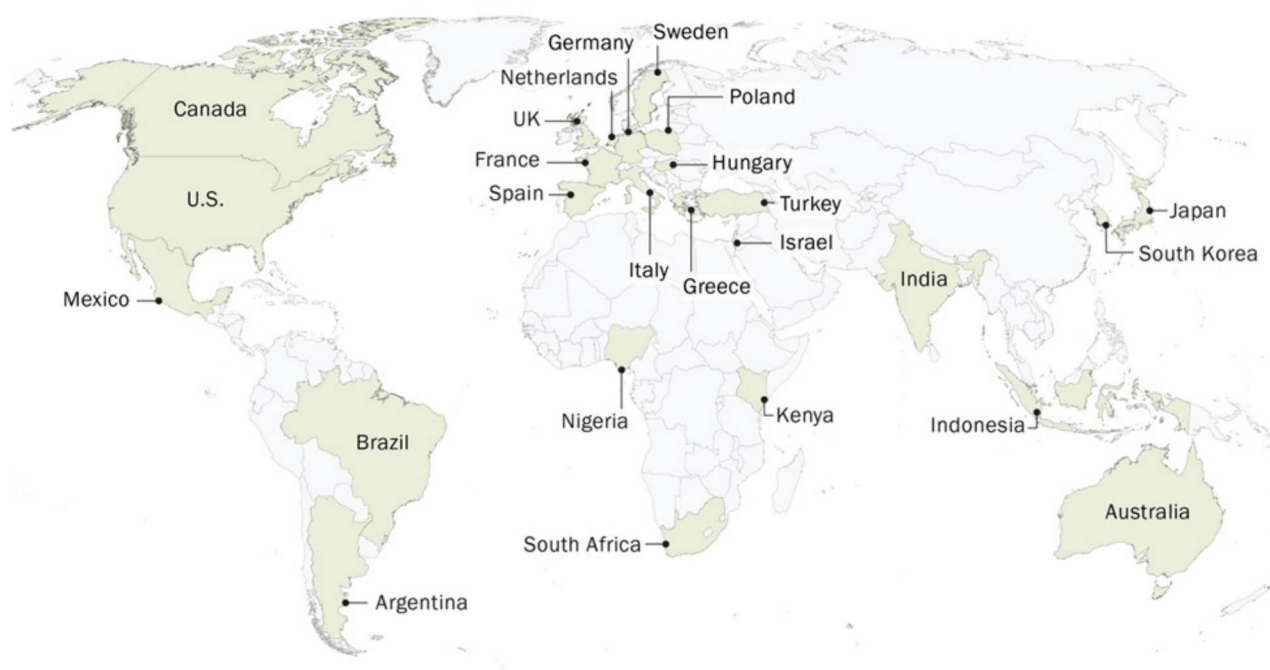 Sweden
Germany
Netherlands
Poland
Canada
UK
France
Hungary
Spain
U.S.
Turkey
Japan
Israel
South Korea
Italy
India
Greece
Mexico
Nigeria
Kenya
Indonesia
Brazil
Australia
South Africa
Argentina